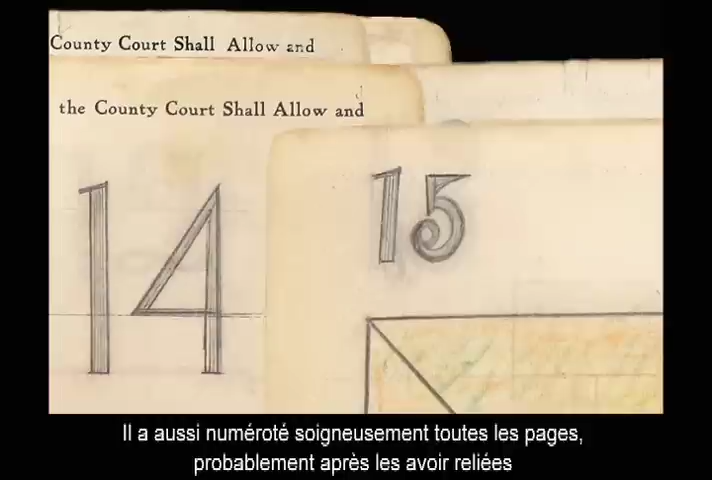 County Court Shall Allow and
the County Court Shall Allow and
14
15
Il a aussi numéroté soigneusement toutes les pages,
probablement après les avoir reliées